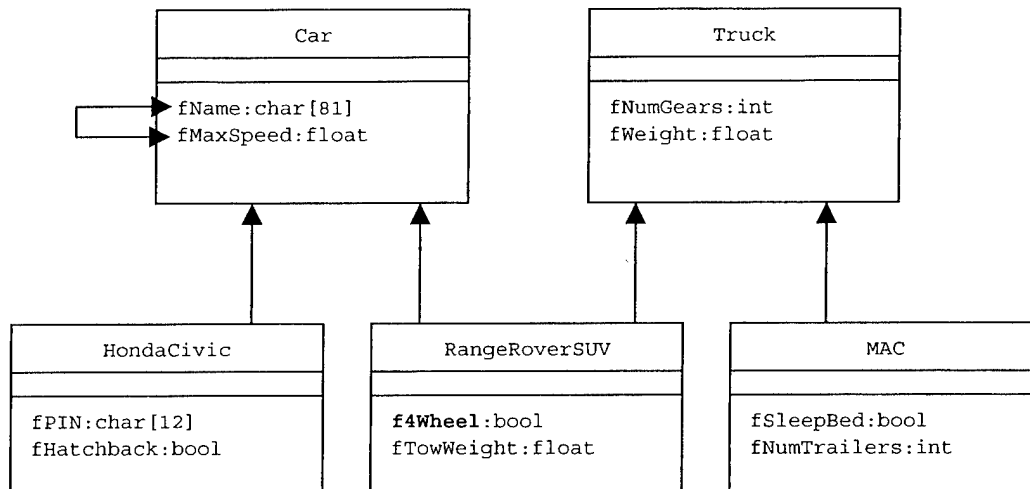 Car
Truck
fName:char[81]
fMaxSpeed:float
fNumGears:int
fWeight:float
HondaCivic
RangeRoverSUV
MAC
fPIN:char[12]
fHatchback:bool
f4Wheel:bool
fTowWeight:float
fSleepBed:bool
fNumTrailers:int